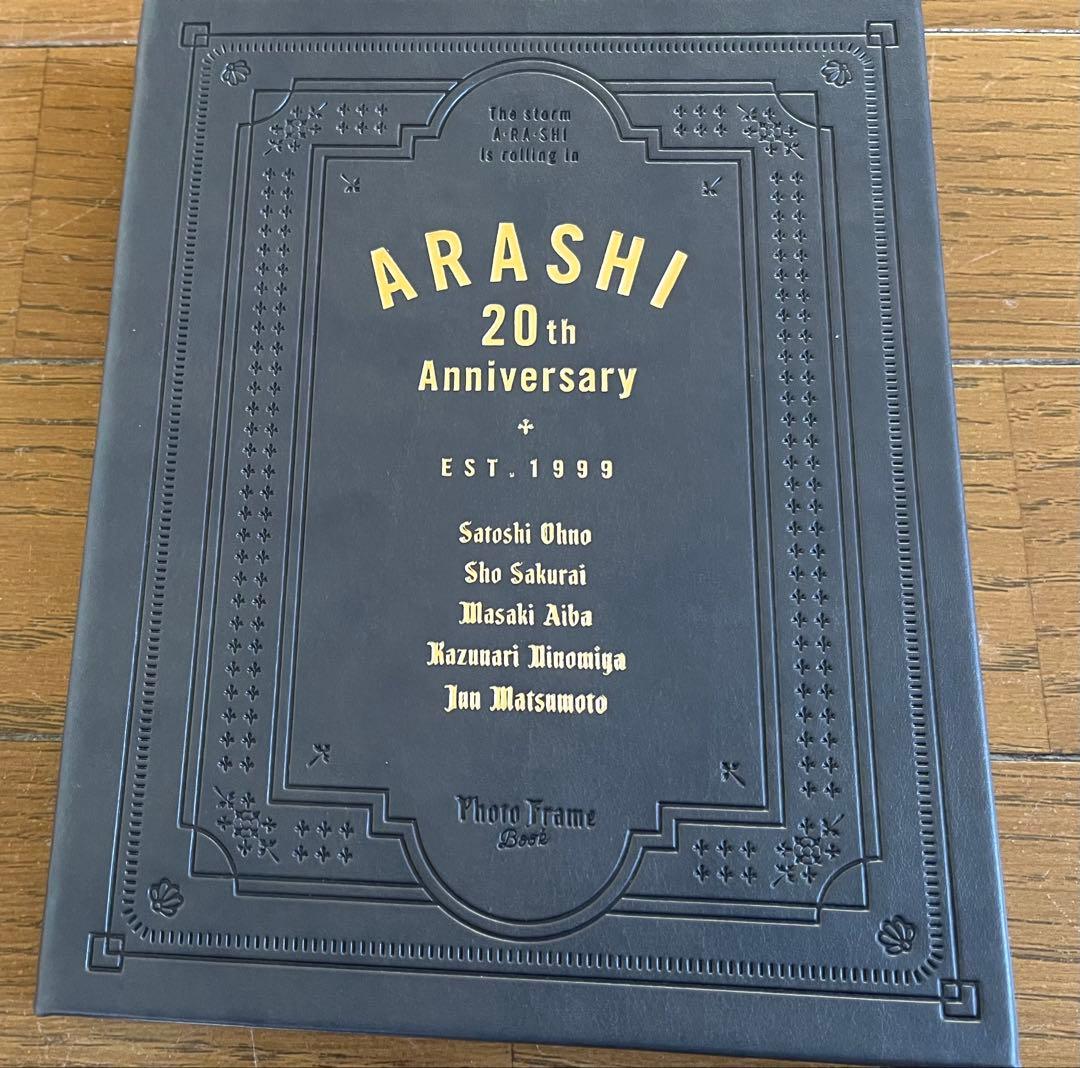 The storm
A·RA·SHI
is rolling in
ARASHI
20th
Anniversary
EST. 1999
Satoshi Ohno
Sho Sakurai
Masaki Aiba
Kazunari Ninomiya
Jun Matsumoto
Photo Frame
Book